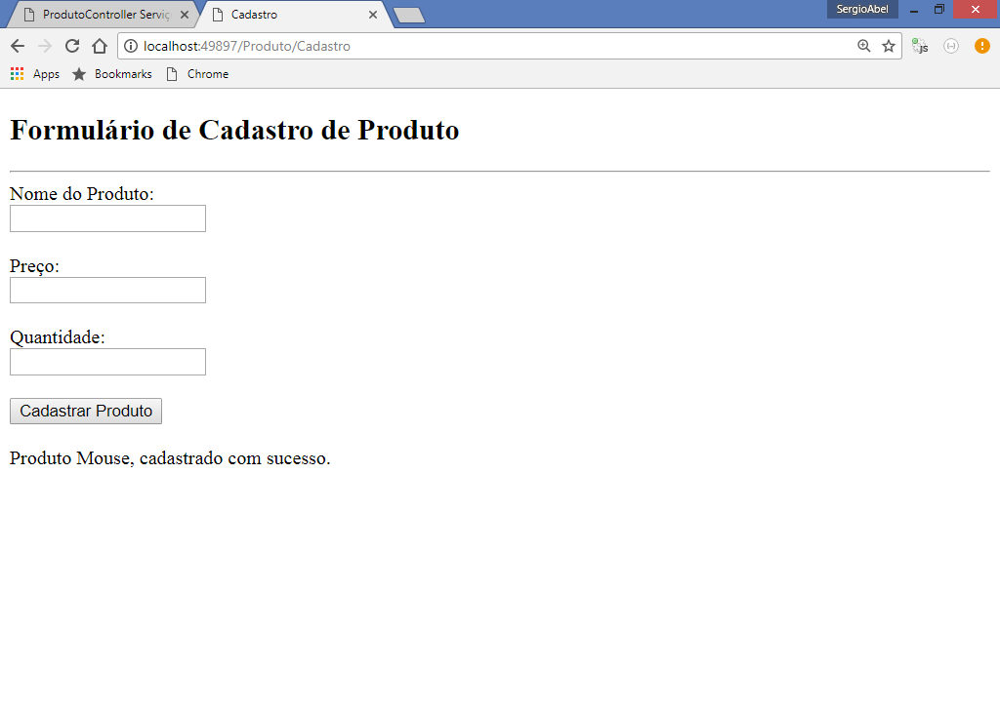 ProdutoController Serviç
Cadastro
SergioAbel
localhost:49897/Produto/Cadastro
js
Apps
Bookmarks
Chrome
Formulário de Cadastro de Produto
Nome do Produto:
Preço:
Quantidade:
Cadastrar Produto
Produto Mouse, cadastrado com sucesso.